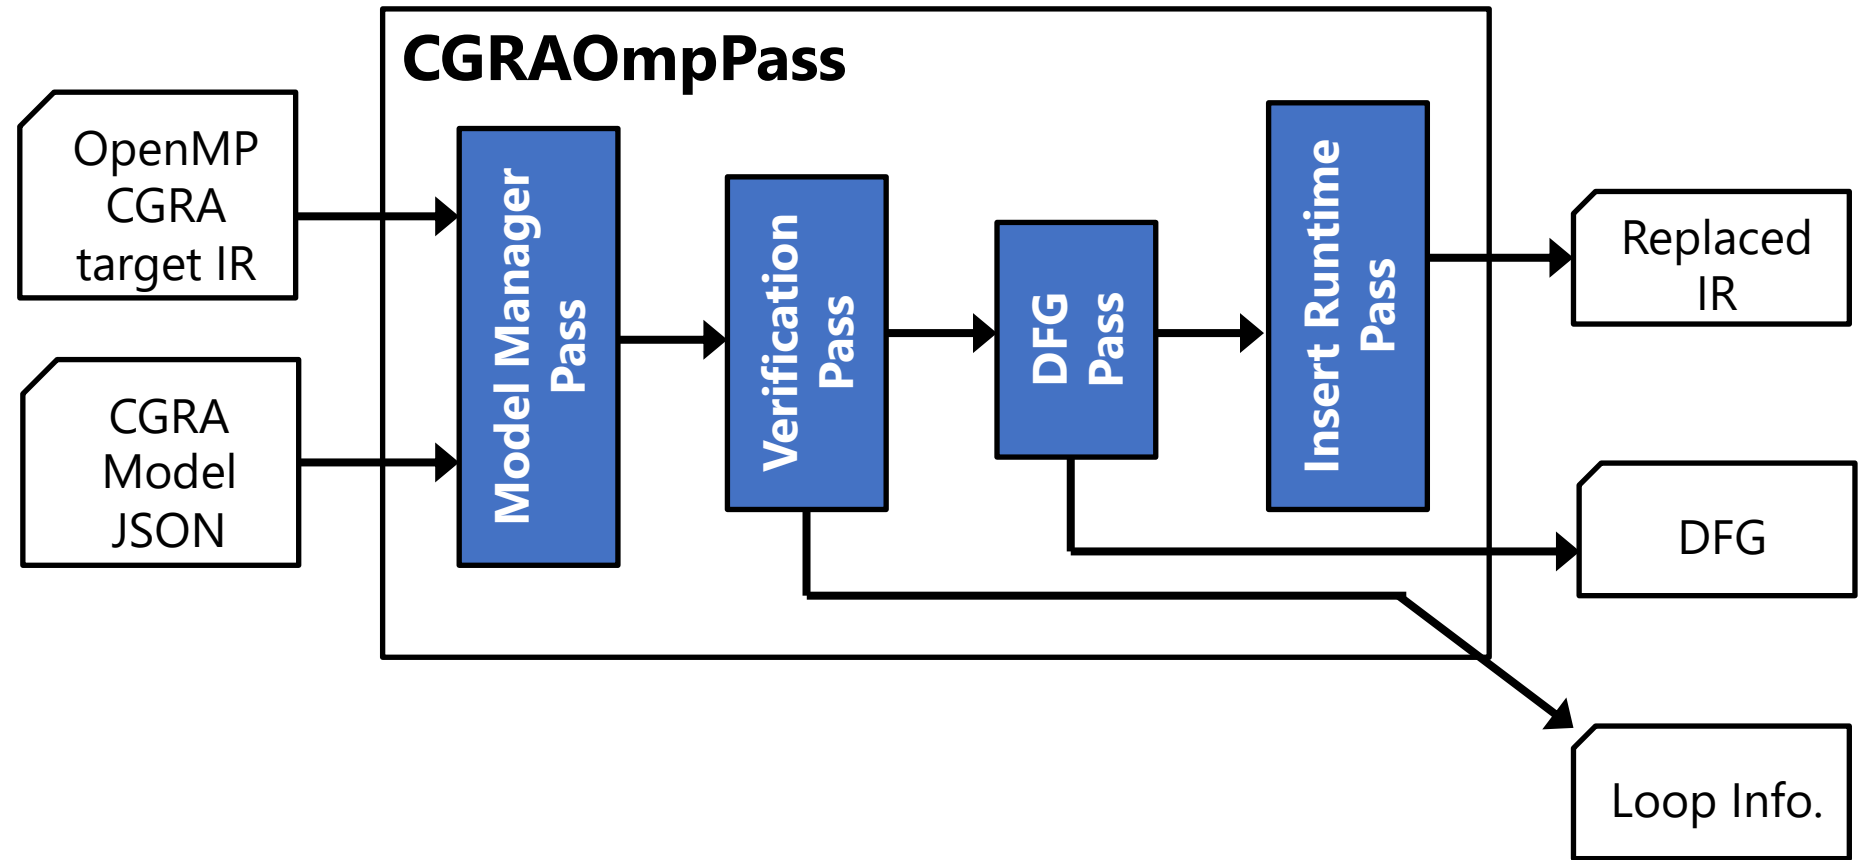 CGRAOmpPass
OpenMP
CGRA
target IR
CGRA
Model
JSON
Model Manager
Pass
Verification
Pass
DFG
Pass
Insert Runtime
Pass
Replaced
IR
DFG
Loop Info.